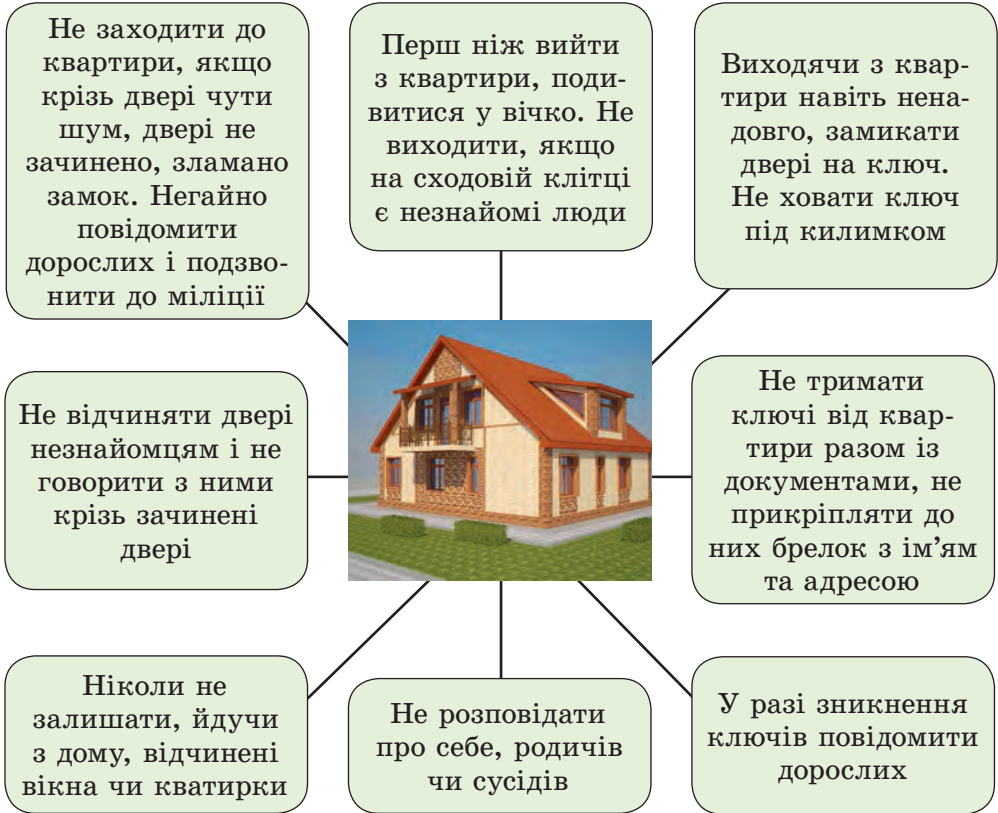 Не заходити до
квартири, якщо
крізь двері чути
шум, двері не
зачинено, зламано
замок. Негайно
повідомити
дорослих і подзво-
нити до міліції
Перш ніж вийти
з квартири, поди-
витися у вічко. Не
виходити, якщо
на сходовій клітці
є незнайомі люди
Виходячи з квар-
тири навіть нена-
довго, замикати
двері на ключ.
Не ховати ключ
під килимком
Не відчиняти двері
незнайомцям і не
говорити з ними
крізь зачинені
двері
Не тримати
ключі від квар-
тири разом із
документами, не
прикріпляти до
них брелок з ім’ям
та адресою
Ніколи не
залишати, йдучи
з дому, відчинені
вікна чи кватирки
Не розповідати
про себе, родичів
чи сусідів
У разі зникнення
ключів повідомити
дорослих